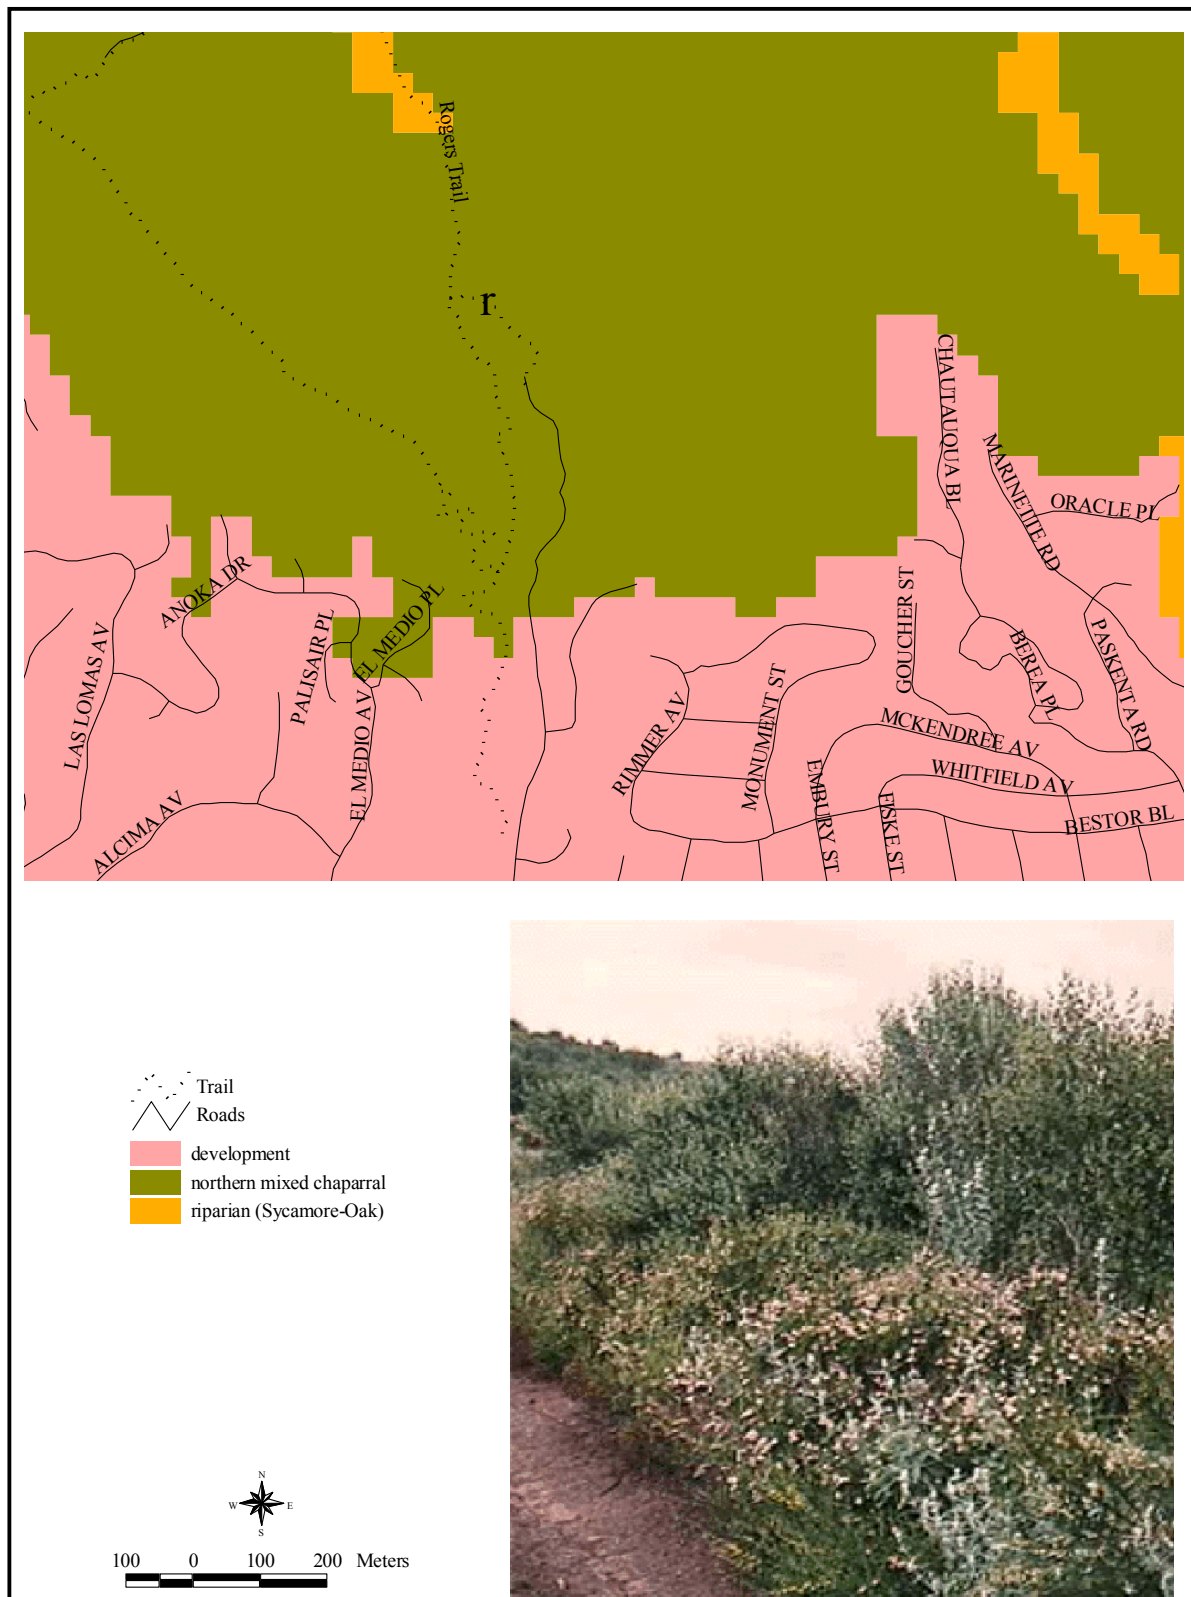 Rogers Trail
r
CHAUTAUQUA BL
MARINETTE RD
ORACLE PL
ANOKA DR
EL MEDIO PL
PALISAIR PL
LAS LOMAS AV
EL MEDIO AV
ALCIMA AV
GOUCHER ST
BEREA PL
PASKENTA RD
RIMMER AV
MONUMENT ST
MCKENDREE AV
WHITFIELD AV
EMBURY ST
FISKE ST
BESTOR BL
Trail
Roads
development
northern mixed chaparral
riparian (Sycamore-Oak)
N
W E
S
100 0 100 200 Meters